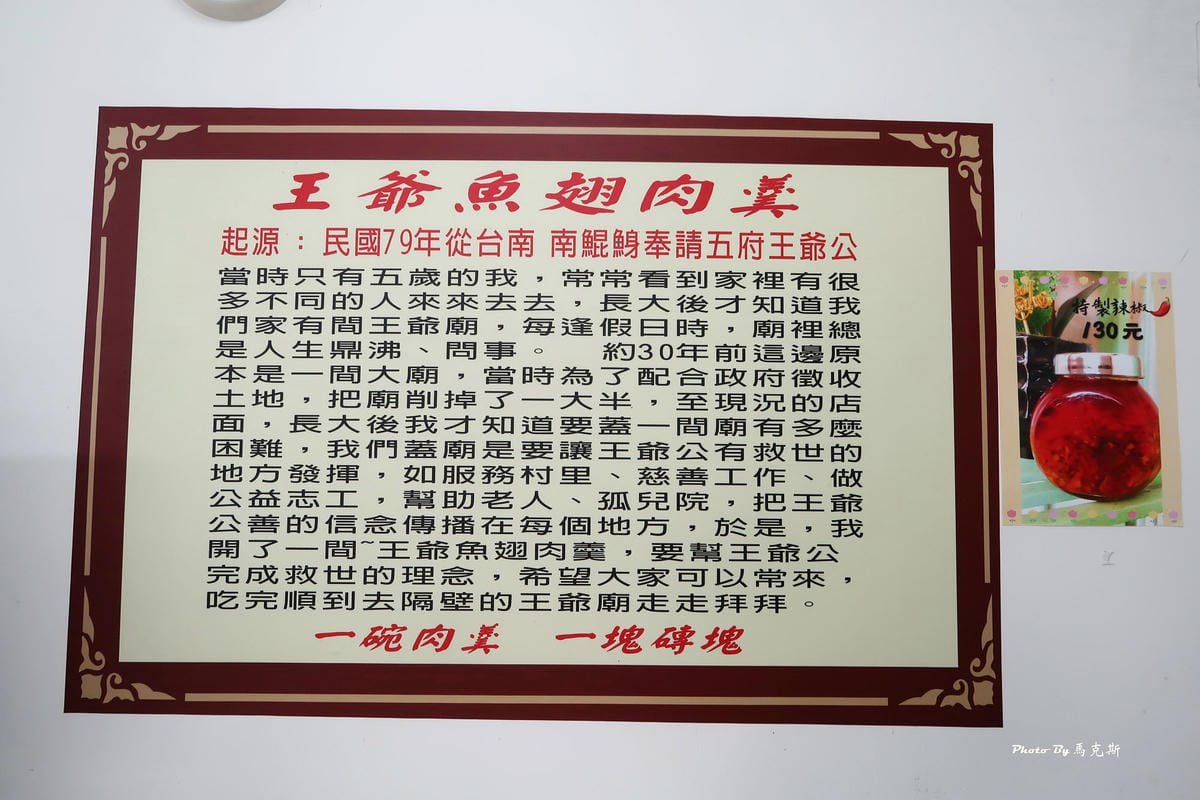 王爺魚翅肉羹
起源：民國79年從台南 南鯤鯓奉請五府王爺公
當時只有五歲的我，常常看到家裡有很
多不同的人來來去去，長大後才知道我
們家有間王爺廟，每逢假日時，廟裡總
是人生鼎沸、問事。 約30年前這邊原
本是一間大廟，當時為了配合政府徵收
土地，把廟削掉了一大半，至現況的店
面，長大後我才知道要蓋一間廟有多麼
困難，我們蓋廟是要讓王爺公有救世的
地方發揮，如服務村里、慈善工作、做
公益志工，幫助老人、孤兒院，把王爺
公善的信念傳播在每個地方，於是，我
開了一間~王爺魚翅肉羹，要幫王爺公
完成救世的理念，希望大家可以常來，
吃完順到去隔壁的王爺廟走走拜拜。
一碗肉羹 一塊磚塊
特製辣椒
130元
Photo By 馬克斯